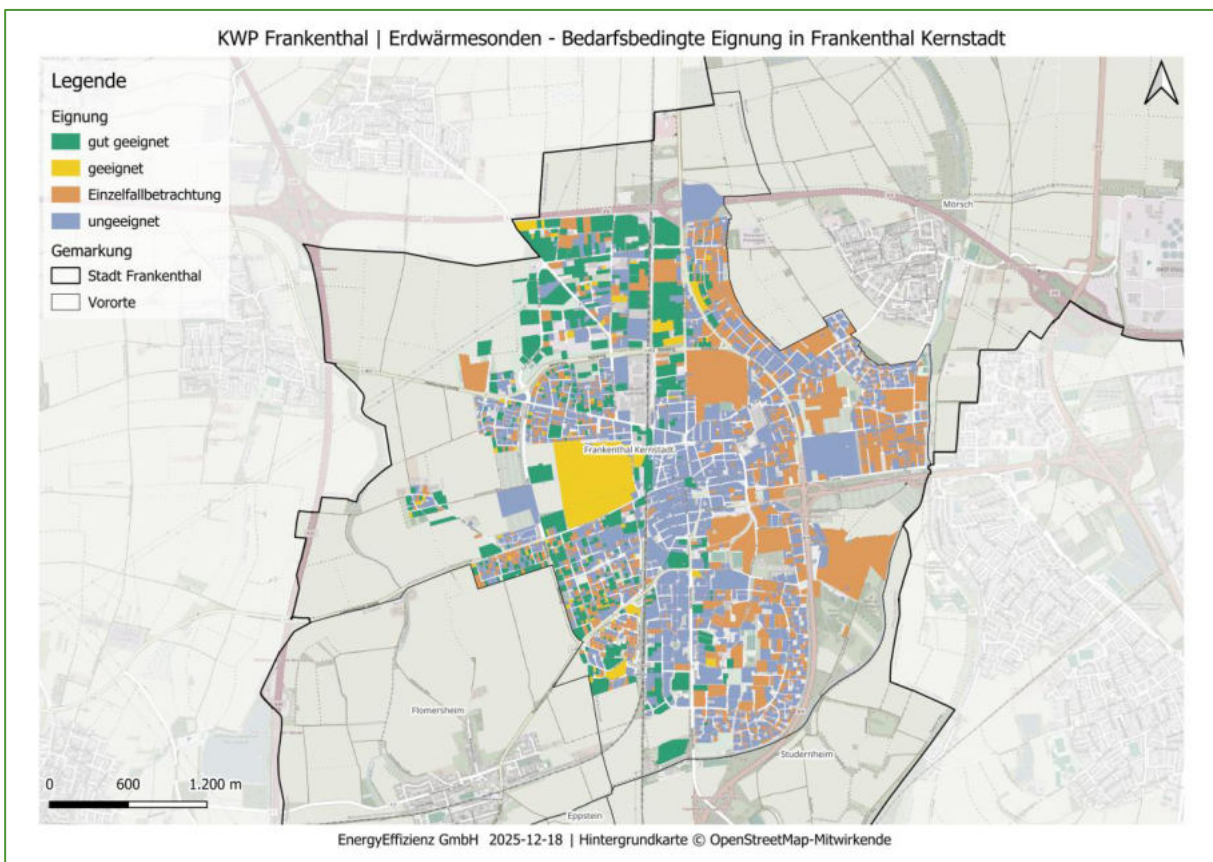 KWP Frankenthal | Erdwärmesonden - Bedarfsbedingte Eignung in Frankenthal Kernstadt
Legende
Eignung
gut geeignet
geeignet
Einzelfallbetrachtung
ungeeignet
Gemarkung
Stadt Frankenthal
Vororte
Mörsch
Frankenthal Kernstadt
Flomersheim
Studernheim
Eppstein
0 600 1.200 m
EnergyEffizienz GmbH 2025-12-18 | Hintergrundkarte © OpenStreetMap-Mitwirkende